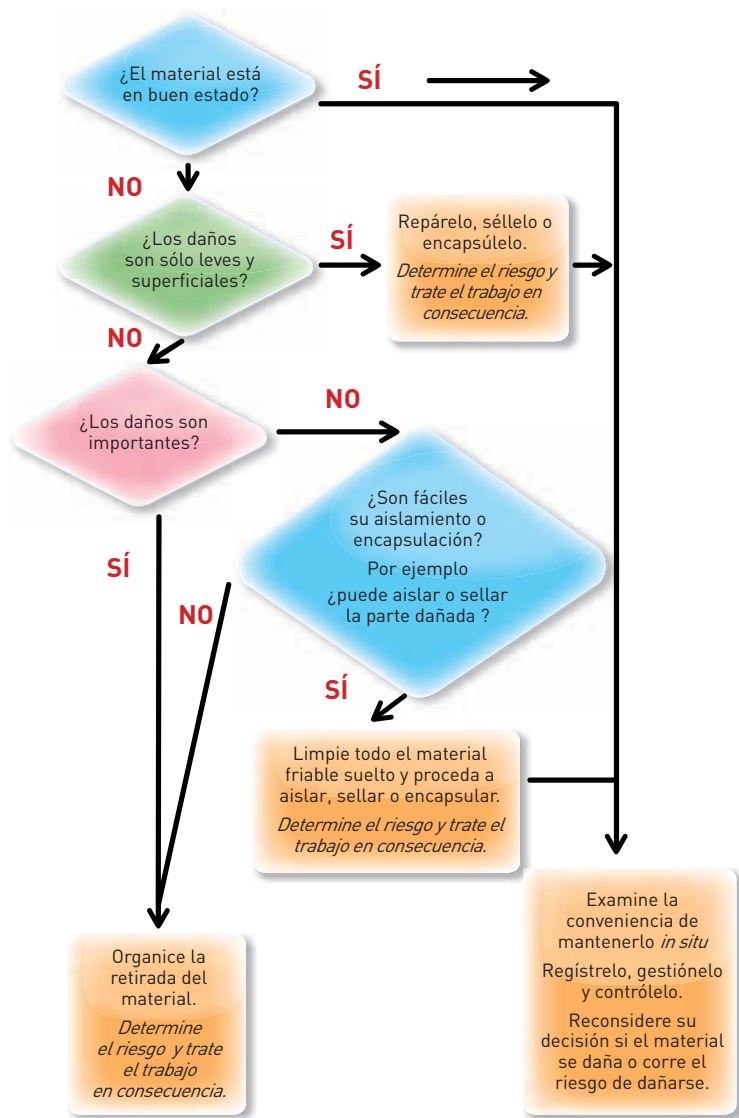 ¿El material está
en buen estado?
SÍ
NO
¿Los daños
son sólo leves y
superficiales?
SÍ
Repárelo, séllelo o
encapsúlelo.
Determine el riesgo y
trate el trabajo en
consecuencia.
NO
¿Los daños son
importantes?
NO
¿Son fáciles
su aislamiento o
encapsulación?
Por ejemplo
¿puede aislar o sellar
la parte dañada ?
SÍ
NO
SÍ
Limpie todo el material
friable suelto y proceda a
aislar, sellar o encapsular.
Determine el riesgo y trate el
trabajo en consecuencia.
Organice la
retirada del
material.
Determine
el riesgo y trate
el trabajo
en consecuencia.
Examine la
conveniencia de
mantenerlo in situ
Regístrelo, gestiónelo
y contrólelo.
Reconsidere su
decisión si el material
se daña o corre el
riesgo de dañarse.